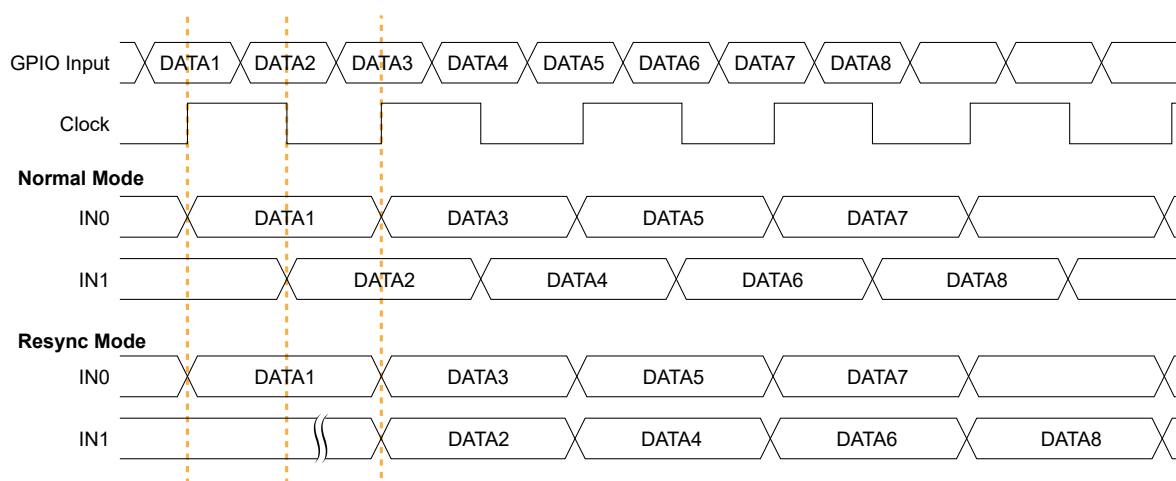 GPIO Input DATA1 DATA2 DATA3 DATA4 DATA5 DATA6 DATA7 DATA8
Clock
Normal Mode
IN0 DATA1 DATA3 DATA5 DATA7
IN1 DATA2 DATA4 DATA6 DATA8
Resync Mode
IN0 DATA1 DATA3 DATA5 DATA7
IN1 DATA2 DATA4 DATA6 DATA8